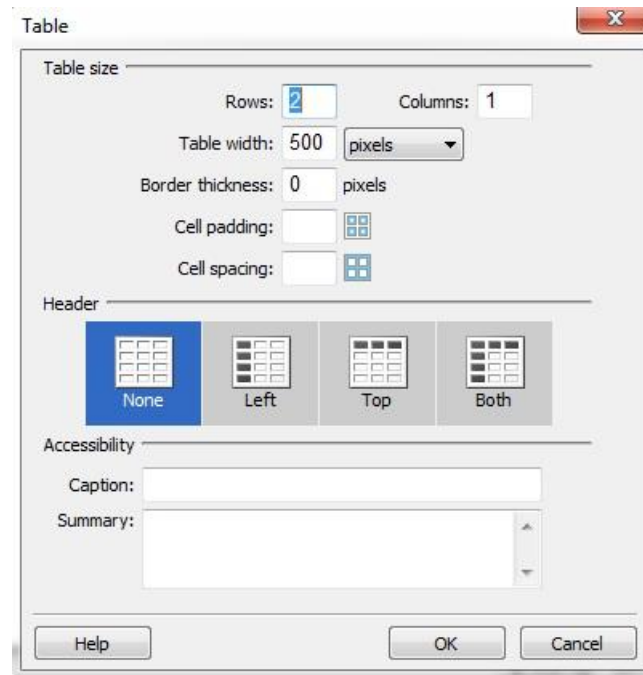 Table
Table size
Rows: 2 Columns: 1
Table width: 500 pixels
Border thickness: 0 pixels
Cell padding:
Cell spacing:
Header
None Left Top Both
Accessibility
Caption:
Summary:
Help OK Cancel